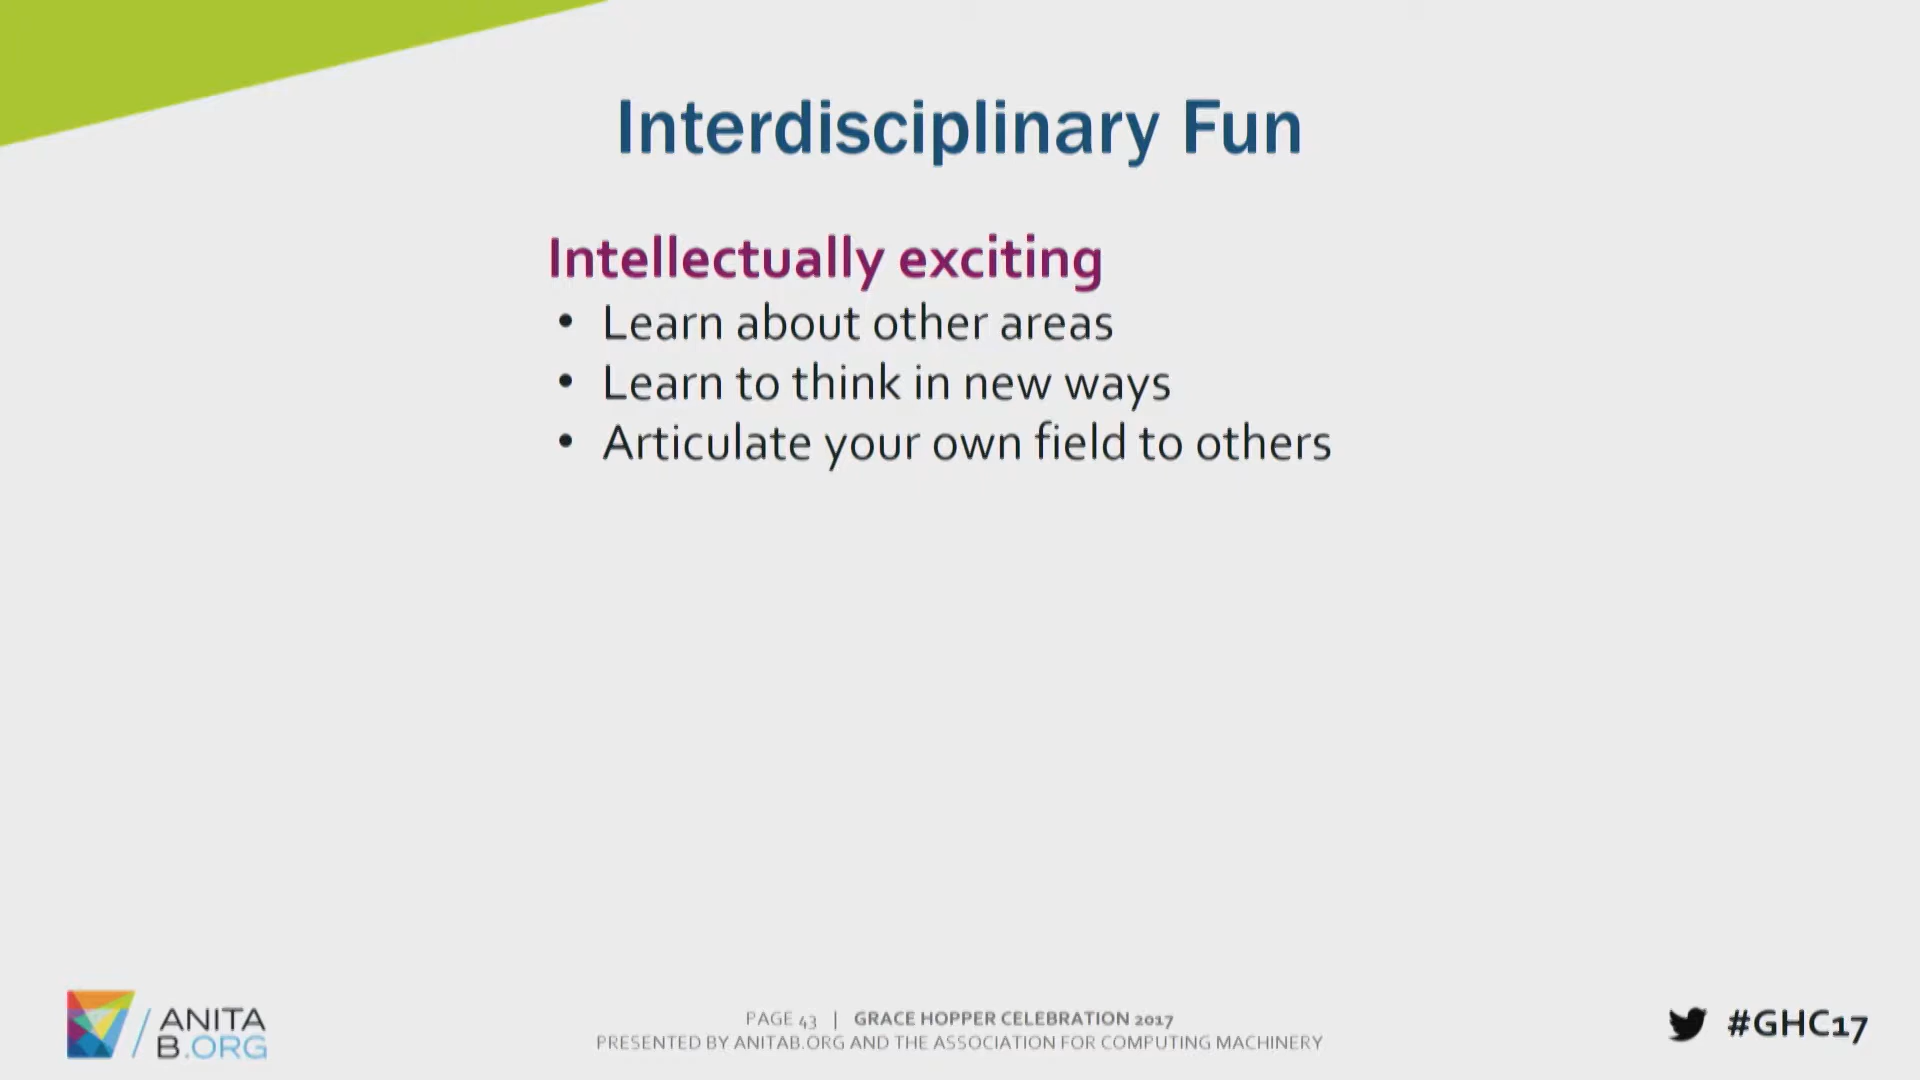 Interdisciplinary Fun
Intellectually exciting
• Learn about other areas
• Learn to think in new ways
• Articulate your own field to others
ANITA
B.ORG
PAGE 43 | GRACE HOPPER CELEBRATION 2017
PRESENTED BY ANITAB.ORG AND THE ASSOCIATION FOR COMPUTING MACHINERY
#GHC17